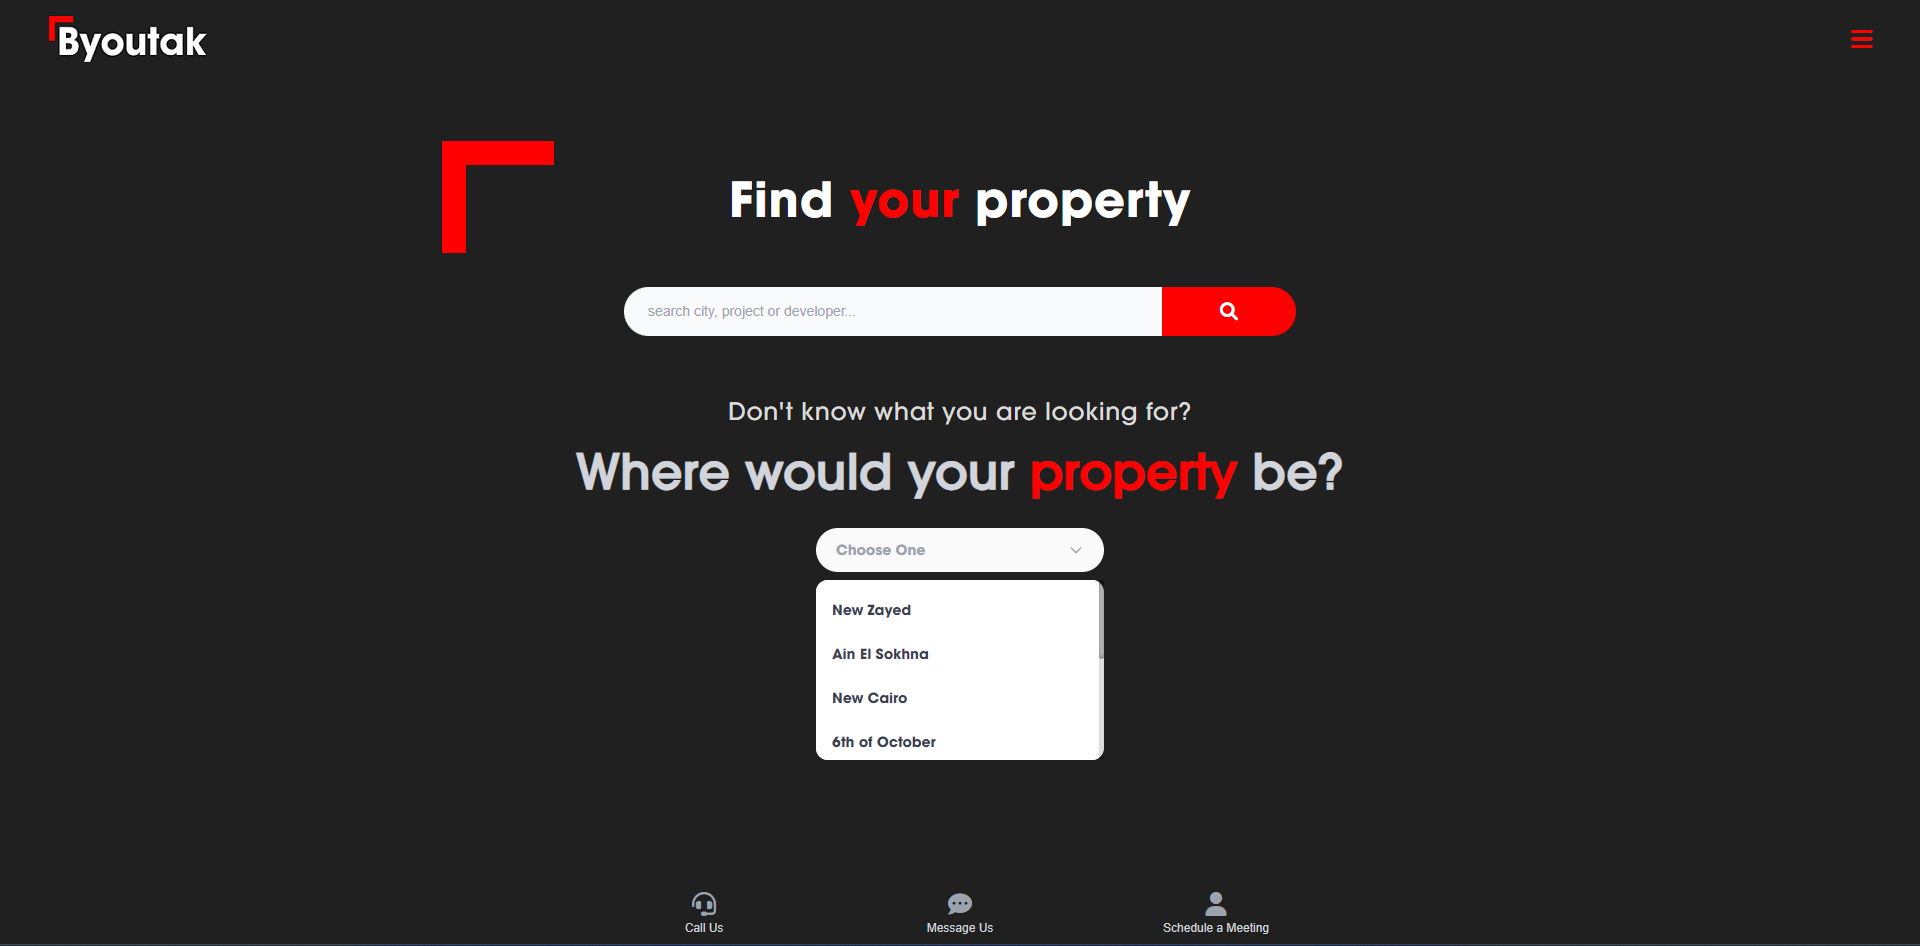 Byoutak
Find your property
search city, project or developer...
Don't know what you are looking for?
Where would your property be?
Choose One
New Zayed
Ain El Sokhna
New Cairo
6th of October
Call Us
Message Us
Schedule a Meeting